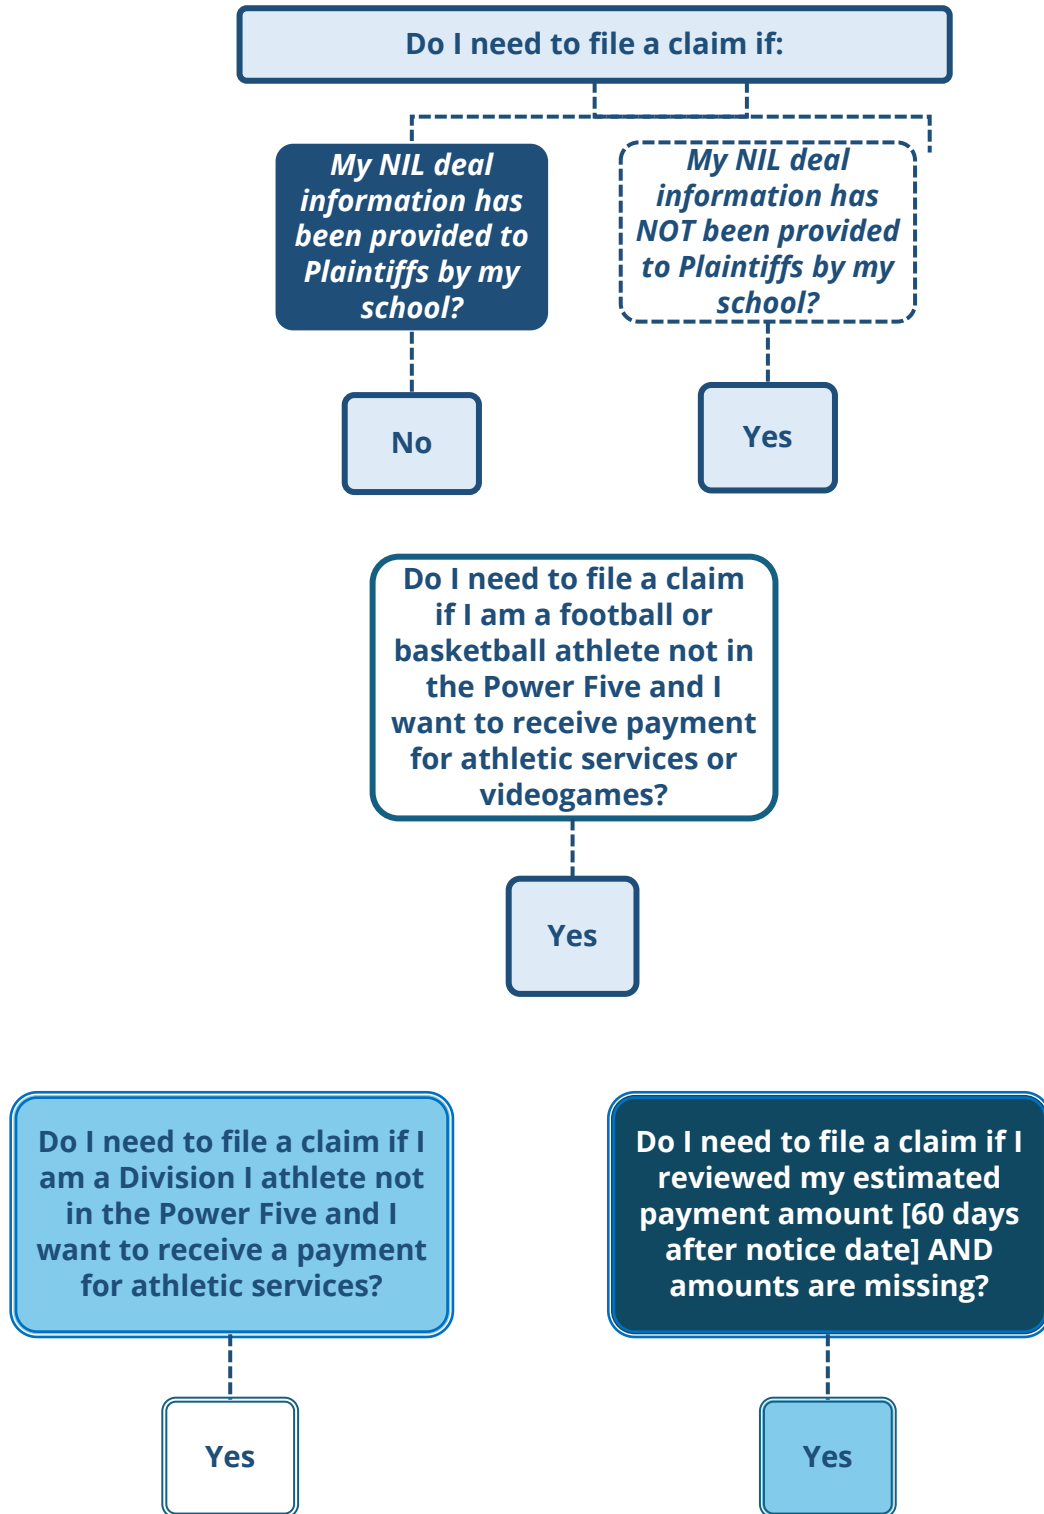 Do I need to file a claim if:
My NIL deal
information has
been provided to
Plaintiffs by my
school?
My NIL deal
information has
NOT been provided
to Plaintiffs by my
school?
No
Yes
Do I need to file a claim
if I am a football or
basketball athlete not in
the Power Five and I
want to receive payment
for athletic services or
videogames?
Yes
Do I need to file a claim if I
am a Division I athlete not
in the Power Five and I
want to receive a payment
for athletic services?
Do I need to file a claim if I
reviewed my estimated
payment amount [60 days
after notice date] AND
amounts are missing?
Yes
Yes